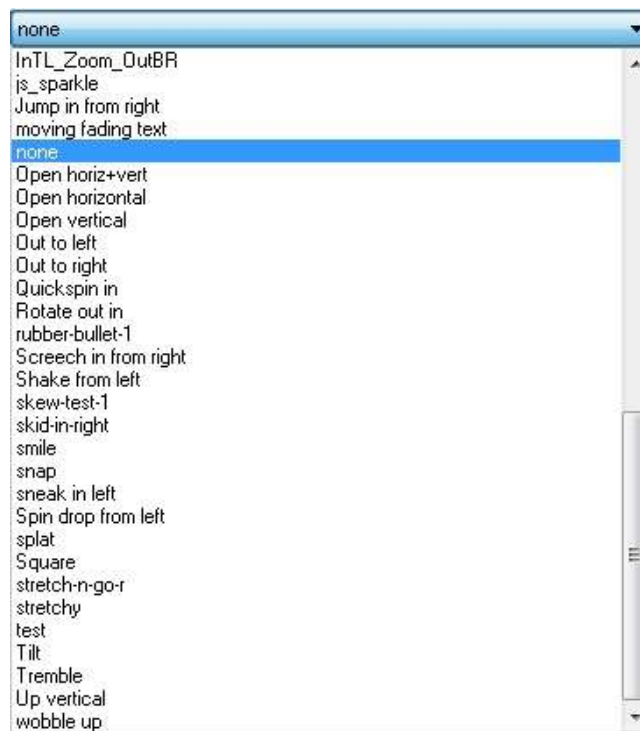 none
InTL_Zoom_OutBR
js_sparkle
Jump in from right
moving fading text
none
Open horiz+vert
Open horizontal
Open vertical
Out to left
Out to right
Quickspin in
Rotate out in
rubber-bullet-1
Screech in from right
Shake from left
skew-test-1
skid-in-right
smile
snap
sneak in left
Spin drop from left
splat
Square
stretch-n-go-r
stretchy
test
Tilt
Tremble
Up vertical
wobble up